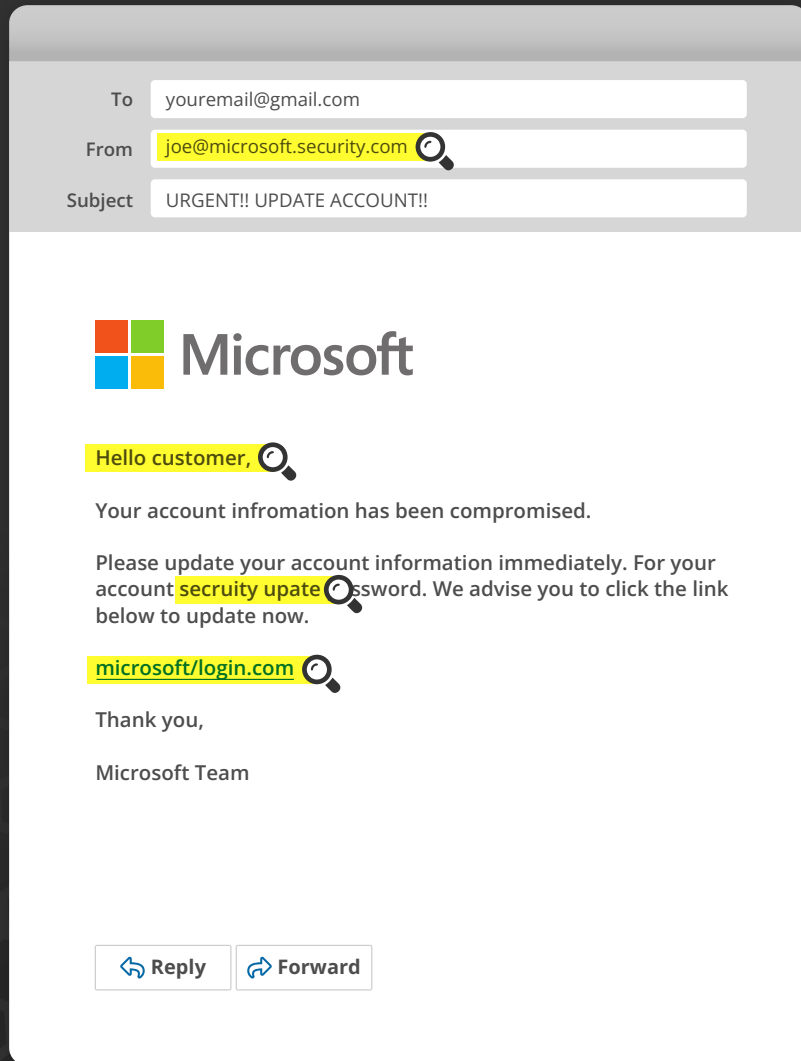 To youremail@gmail.com
From joe@microsoft.security.com
Subject URGENT!! UPDATE ACCOUNT!!
Microsoft
Hello customer,
Your account infromation has been compromised.
Please update your account information immediately. For your
account secruity upate ssword. We advise you to click the link
below to update now.
microsoft/login.com
Thank you,
Microsoft Team
Reply Forward